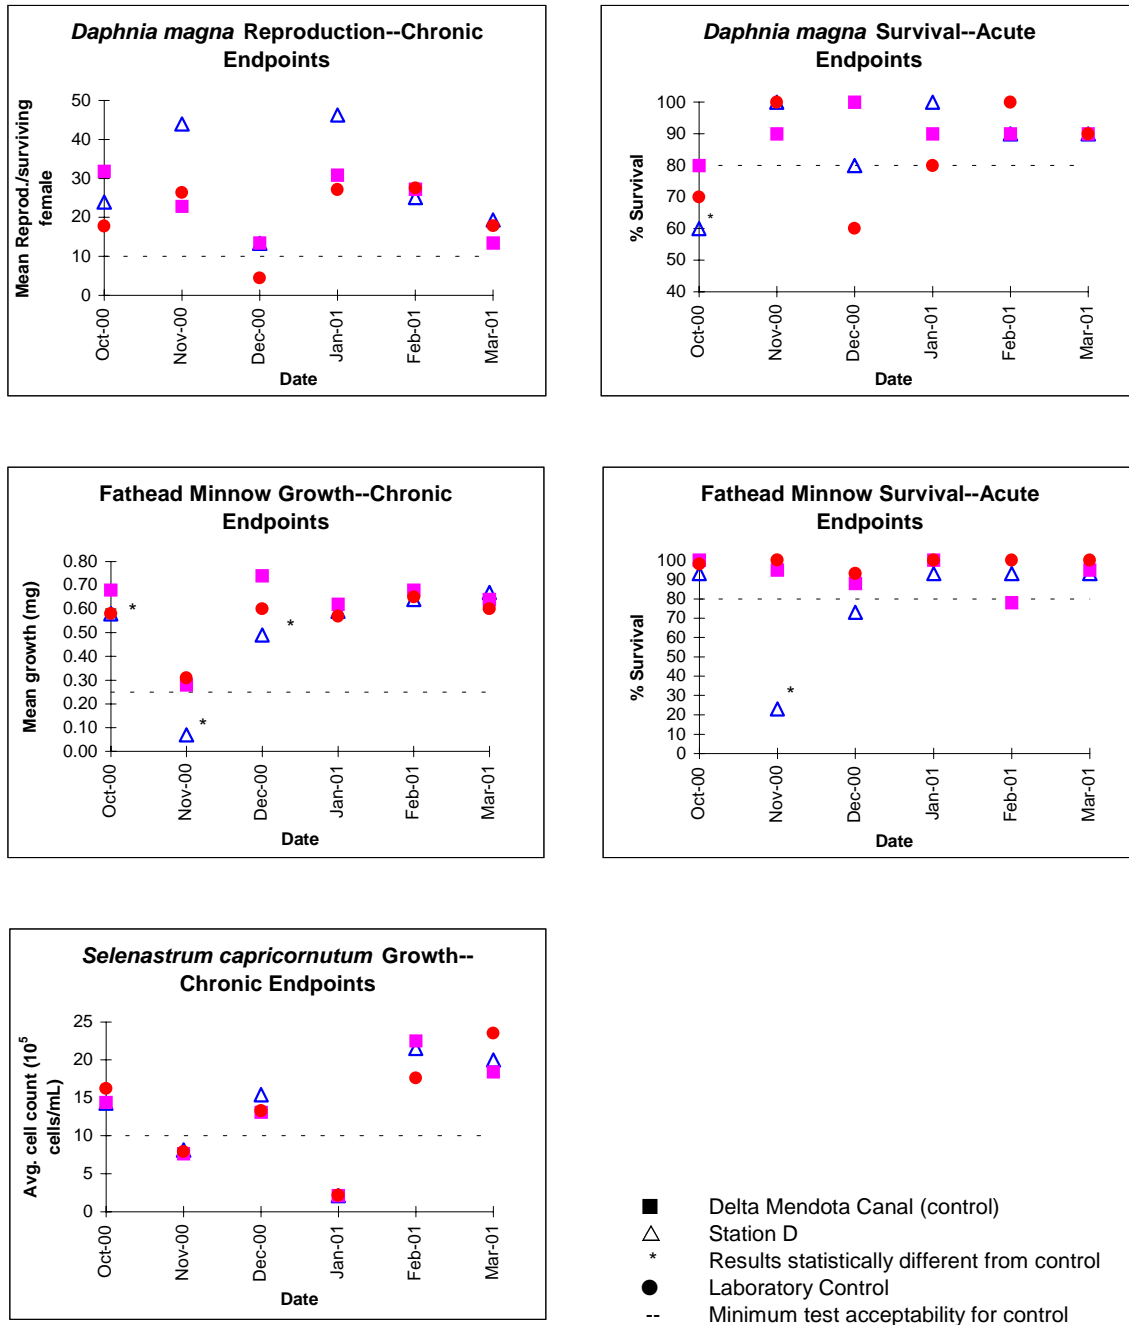 Daphnia magna Reproduction--Chronic
Endpoints
Mean Reprod./surviving
female
50
40
30
20
10
0
Oct-00
Nov-00
Dec-00
Jan-01
Feb-01
Mar-01
Date
Daphnia magna Survival--Acute
Endpoints
% Survival
100
90
80
70
60
50
40
*
Oct-00
Nov-00
Dec-00
Jan-01
Feb-01
Mar-01
Date
Fathead Minnow Growth--Chronic
Endpoints
Mean growth (mg)
0.80
0.70
0.60
0.50
0.40
0.30
0.20
0.10
0.00
*
*
*
Oct-00
Nov-00
Dec-00
Jan-01
Feb-01
Mar-01
Date
Fathead Minnow Survival--Acute
Endpoints
% Survival
100
90
80
70
60
50
40
30
20
10
0
*
Oct-00
Nov-00
Dec-00
Jan-01
Feb-01
Mar-01
Date
Selenastrum capricornutum Growth--
Chronic Endpoints
Avg. cell count (10⁵
cells/mL)
25
20
15
10
5
0
Oct-00
Nov-00
Dec-00
Jan-01
Feb-01
Mar-01
Date
Delta Mendota Canal (control)
Station D
* Results statistically different from control
Laboratory Control
-- Minimum test acceptability for control